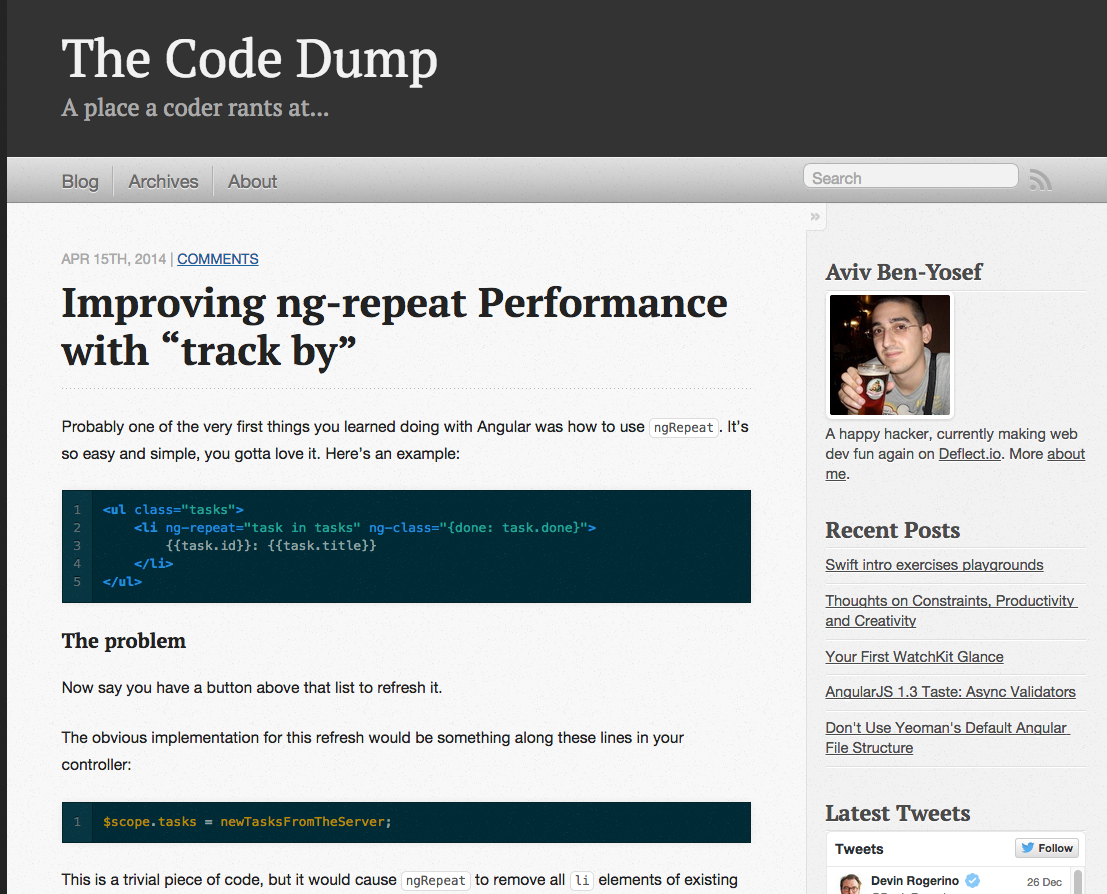 The Code Dump
A place a coder rants at...
Blog
Archives
About
Search
»
APR 15TH, 2014 | COMMENTS
Improving ng-repeat Performance
with “track by”
Probably one of the very first things you learned doing with Angular was how to use ngRepeat. It's
so easy and simple, you gotta love it. Here's an example:
1 <ul class="tasks">
2     <li ng-repeat="task in tasks" ng-class="{done: task.done}">
3         {{task.id}}: {{task.title}}
4     </li>
5 </ul>
The problem
Now say you have a button above that list to refresh it.
The obvious implementation for this refresh would be something along these lines in your
controller:
1 $scope.tasks = newTasksFromTheServer;
This is a trivial piece of code, but it would cause ngRepeat to remove all li elements of existing
Aviv Ben-Yosef
A happy hacker, currently making web
dev fun again on Deflect.io. More about
me.
Recent Posts
Swift intro exercises playgrounds
Thoughts on Constraints, Productivity
and Creativity
Your First WatchKit Glance
AngularJS 1.3 Taste: Async Validators
Don't Use Yeoman's Default Angular
File Structure
Latest Tweets
Tweets
Follow
Devin Rogerino
26 Dec